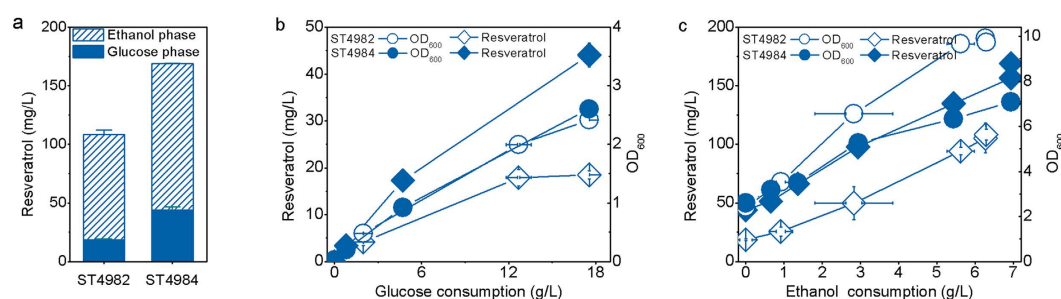 a
Resveratrol (mg/L)
200
150
100
50
0
Ethanol phase
Glucose phase
ST4982 ST4984
b
Resveratrol (mg/L)
50
40
30
20
10
0
ST4982 OD600 Resveratrol
ST4984 OD600 Resveratrol
4
3
2
1
0
OD600
0 6 12 18
Glucose consumption (g/L)
c
Resveratrol (mg/L)
200
150
100
50
0
ST4982 OD600 Resveratrol
ST4984 OD600 Resveratrol
10
8
6
4
2
0
OD600
0 1 2 3 4 5 6 7
Ethanol consumption (g/L)